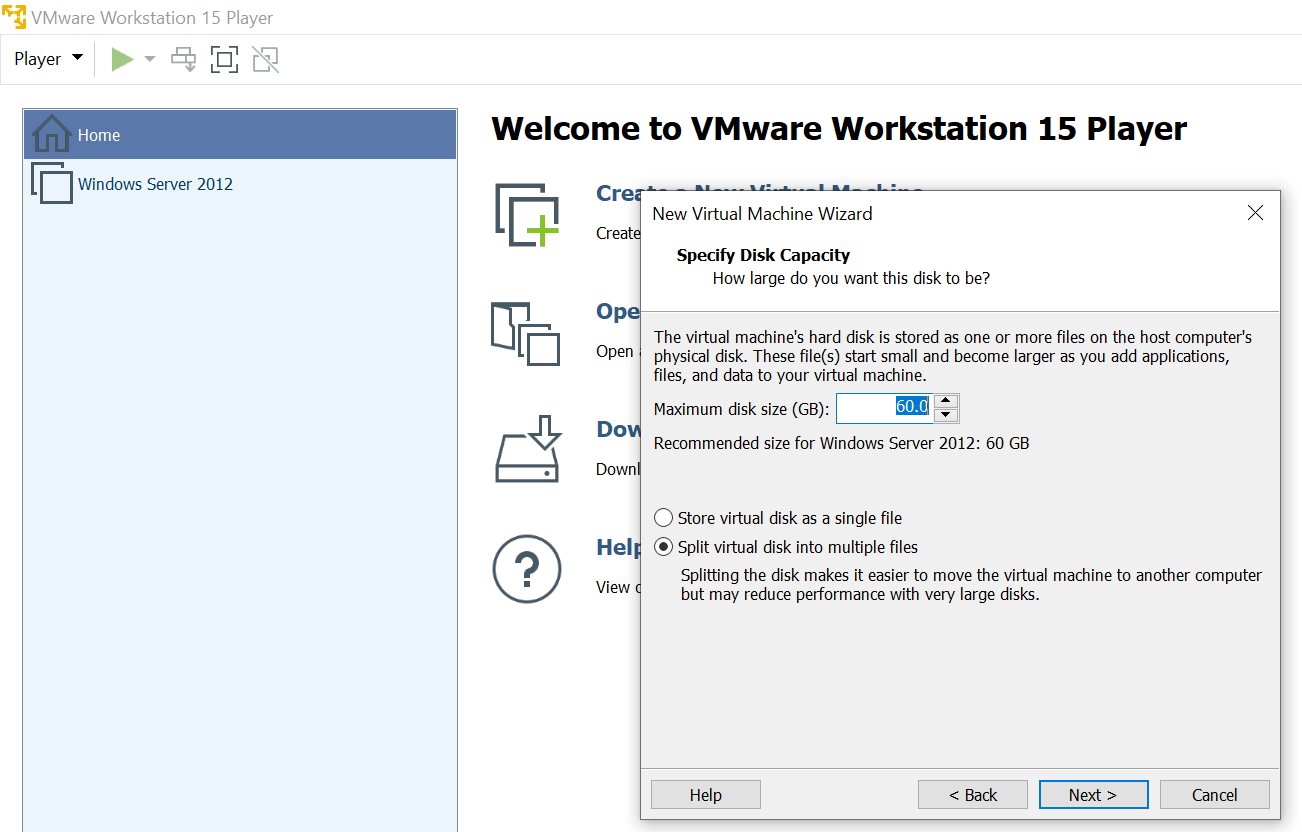 VMware Workstation 15 Player
Player
Home
Windows Server 2012
Welcome to VMware Workstation 15 Player
Create a New Virtual Machine
Create
Open
Dow
Downl
?
Help
View
New Virtual Machine Wizard
Specify Disk Capacity
How large do you want this disk to be?
The virtual machine's hard disk is stored as one or more files on the host computer's
physical disk. These file(s) start small and become larger as you add applications,
files, and data to your virtual machine.
Maximum disk size (GB): 60.0
Recommended size for Windows Server 2012: 60 GB
Store virtual disk as a single file
Split virtual disk into multiple files
Splitting the disk makes it easier to move the virtual machine to another computer
but may reduce performance with very large disks.
Help
< Back
Next >
Cancel